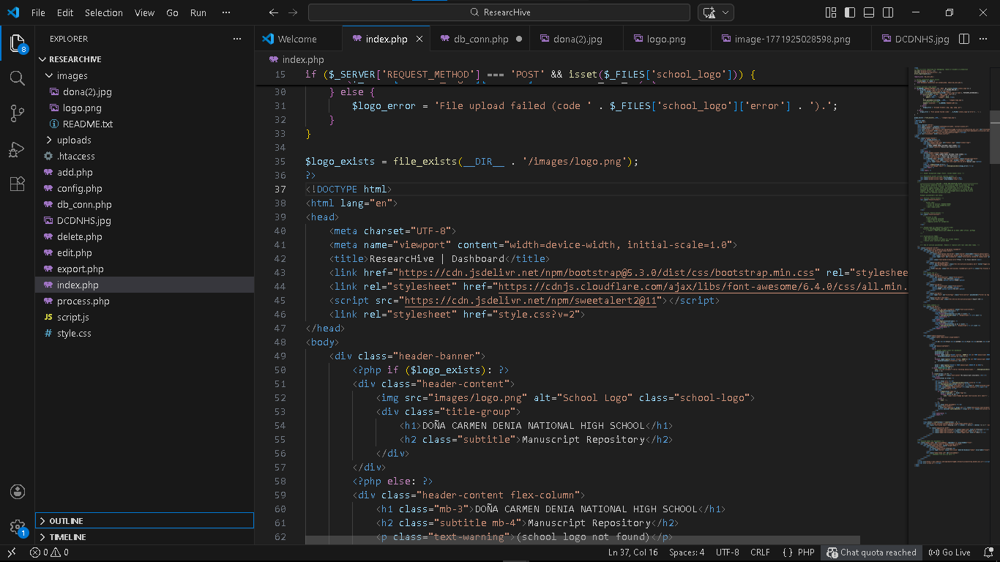 File Edit Selection View Go Run ··· ResearcHive
EXPLORER ···
RESEARCHIVE
images
dona(2).jpg
logo.png
README.txt
uploads
.htaccess
add.php
config.php
db_conn.php
DCDNHS.jpg
delete.php
edit.php
export.php
index.php
process.php
script.js
style.css
OUTLINE
TIMELINE
8
1
Welcome index.php db_conn.php dona(2).jpg logo.png image-1771925028598.png DCDNHS.jpg ···
index.php
15 if ($_SERVER['REQUEST_METHOD'] === 'POST' && isset($_FILES['school_logo'])) {
30 } else {
31 $logo_error = 'File upload failed (code ' . $_FILES['school_logo']['error'] . ').';
32 }
33 }
34
35 $logo_exists = file_exists(__DIR__ . '/images/logo.png');
36 ?>
37 <!DOCTYPE html>
38 <html lang="en">
39 <head>
40 <meta charset="UTF-8">
41 <meta name="viewport" content="width=device-width, initial-scale=1.0">
42 <title>ResearcHive | Dashboard</title>
43 <link href="https://cdn.jsdelivr.net/npm/bootstrap@5.3.0/dist/css/bootstrap.min.css" rel="styleshee
44 <link rel="stylesheet" href="https://cdnjs.cloudflare.com/ajax/libs/font-awesome/6.4.0/css/all.min.
45 <script src="https://cdn.jsdelivr.net/npm/sweetalert2@11"></script>
46 <link rel="stylesheet" href="style.css?v=2">
47 </head>
48 <body>
49 <div class="header-banner">
50 <?php if ($logo_exists): ?>
51 <div class="header-content">
52 <img src="images/logo.png" alt="School Logo" class="school-logo">
53 <div class="title-group">
54 <h1>DOÑA CARMEN DENIA NATIONAL HIGH SCHOOL</h1>
55 <h2 class="subtitle">Manuscript Repository</h2>
56 </div>
57 </div>
58 <?php else: ?>
59 <div class="header-content flex-column">
60 <h1 class="mb-3">DOÑA CARMEN DENIA NATIONAL HIGH SCHOOL</h1>
61 <h2 class="subtitle mb-4">Manuscript Repository</h2>
62 <p class="text-warning">(school logo not found)</p>
0 0 Ln 37, Col 16 Spaces: 4 UTF-8 CRLF {} PHP Chat quota reached Go Live